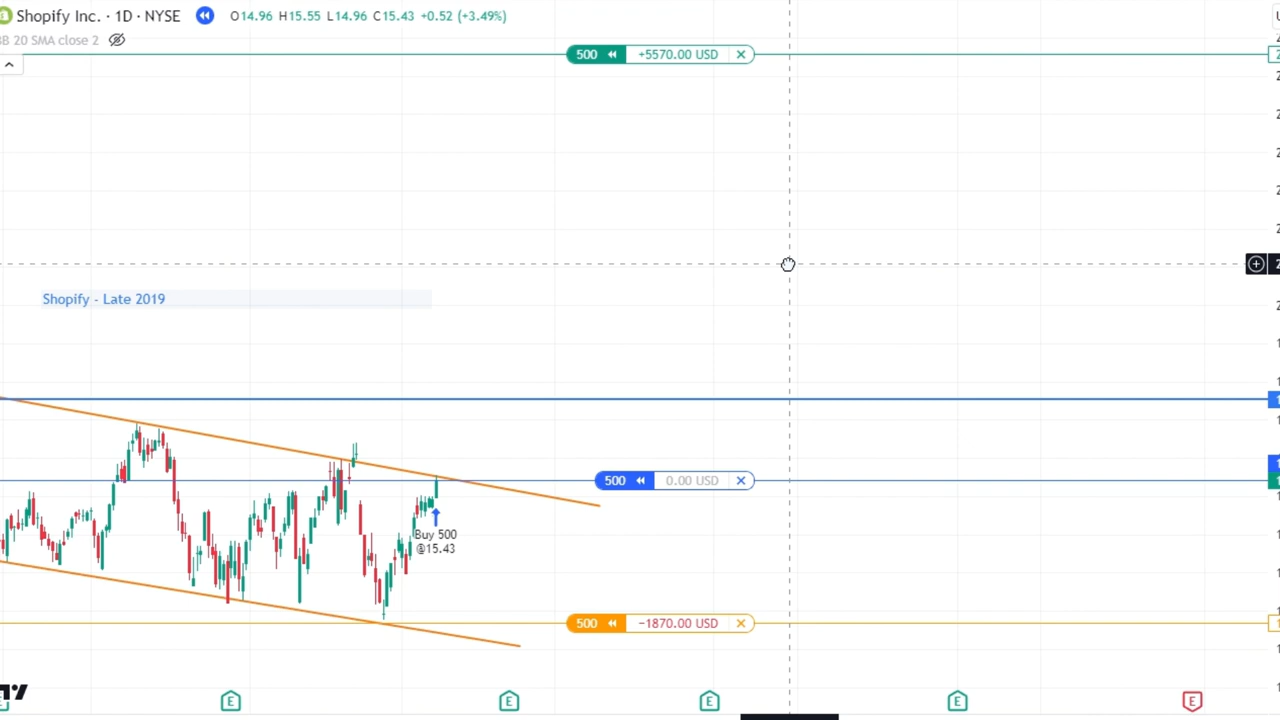 Shopify Inc. · 1D · NYSE O14.96 H15.55 L14.96 C15.43 +0.52 (+3.49%)
BB 20 SMA close 2
500 +5570.00 USD
Shopify - Late 2019
500 0.00 USD
Buy 500
@15.43
500 −1870.00 USD
E E E E E